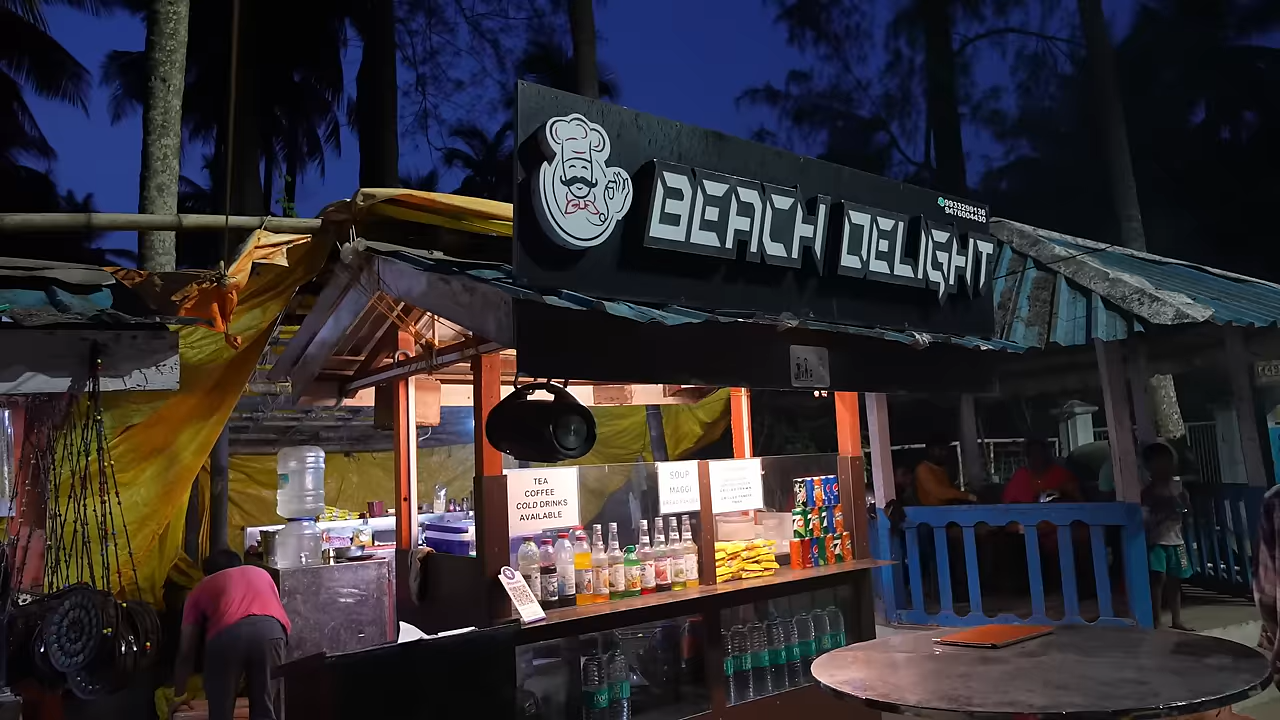 BEACH DELIGHT
9933299136
9476004430
TEA
COFFEE
COLD DRINKS
AVAILABLE
SOUP
MAGGI